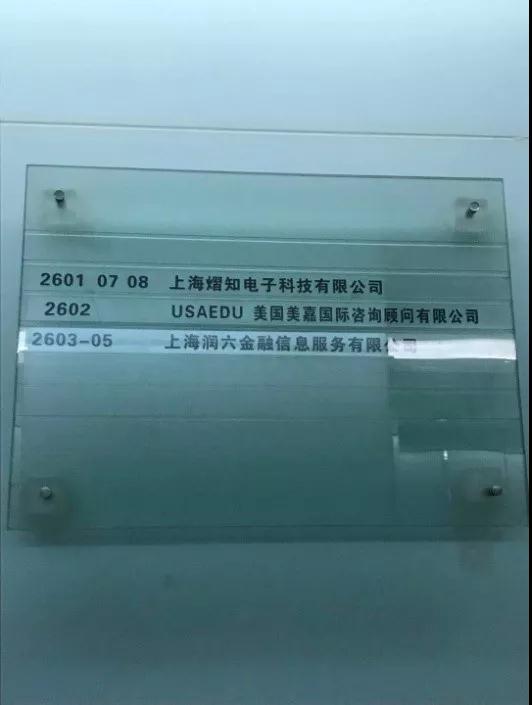 2601 07 08 上海熠知电子科技有限公司
2602 USAEDU 美国美嘉国际咨询顾问有限公司
2603-05 上海润六金融信息服务有限公司